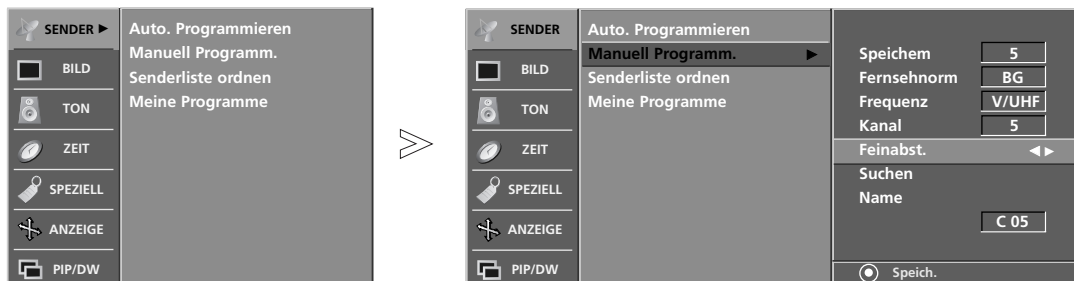 SENDER ►
BILD
TON
ZEIT
SPEZIELL
ANZEIGE
PIP/DW
Auto. Programmieren
Manuell Programm.
Senderliste ordnen
Meine Programme
SENDER
BILD
TON
ZEIT
SPEZIELL
ANZEIGE
PIP/DW
Auto. Programmieren
Manuell Programm. ►
Senderliste ordnen
Meine Programme
Speichem 5
Fernsehnorm BG
Frequenz V/UHF
Kanal 5
Feinabst. ◄►
Suchen
Name
C 05
Speich.